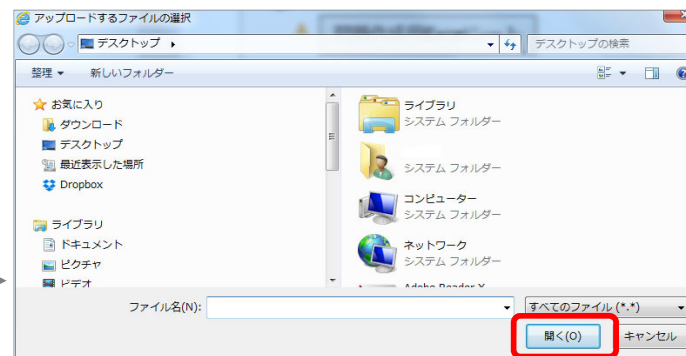 アップロードするファイルの選択
デスクトップ
デスクトップの検索
整理
新しいフォルダー
お気に入り
ダウンロード
デスクトップ
最近表示した場所
Dropbox
ライブラリ
ドキュメント
ピクチャ
ビデオ
ライブラリ
システム フォルダー
システム フォルダー
コンピューター
システム フォルダー
ネットワーク
システム フォルダー
Adobe Reader X
ファイル名(N):
すべてのファイル (*.*)
開く(O)
キャンセル